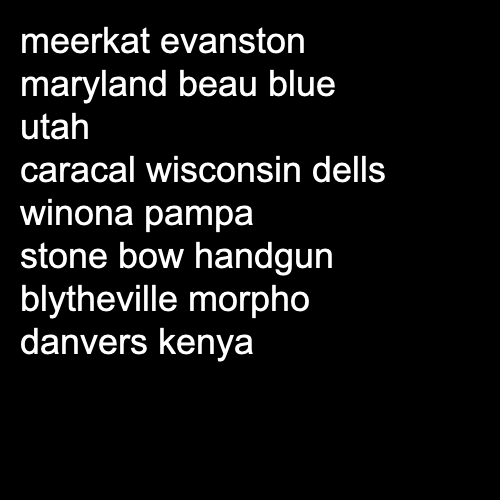 meerkat evanston
maryland beau blue
utah
caracal wisconsin dells
winona pampa
stone bow handgun
blytheville morpho
danvers kenya